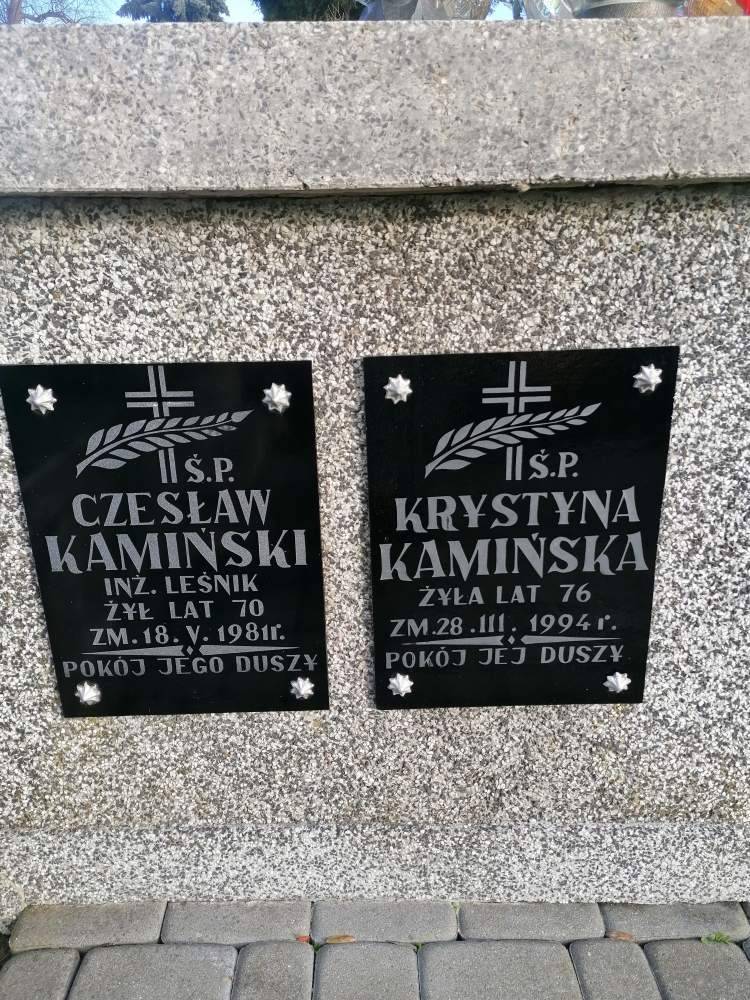 Ś.P.
CZESŁAW
KAMIŃSKI
INŻ. LEŚNIK
ŻYŁ LAT 70
ZM. 18. V. 1981r.
POKÓJ JEGO DUSZY
Ś.P.
KRYSTYNA
KAMIŃSKA
ŻYŁA LAT 76
ZM. 28. III. 1994 r.
POKÓJ JEJ DUSZY